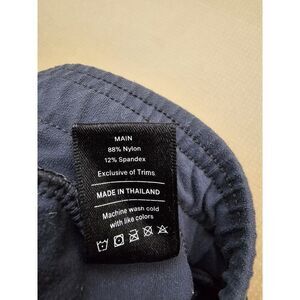 MAIN
88% Nylon
12% Spandex
Exclusive of Trims
MADE IN THAILAND
Machine wash cold
with like colors